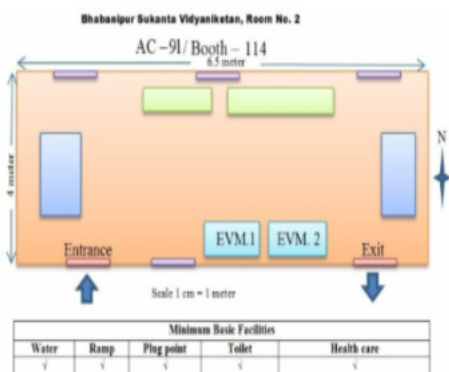 Bhabanipur Sukanta Vidyaniketan, Room No. 2
AC -91/ Booth - 114
6.5 meter
4 meter
N
EVM.1 EVM. 2
Entrance Exit
Scale 1 cm = 1 meter
Minimum Basic Facilities
Water Ramp Plug point Toilet Health care
√ √ √ √ √